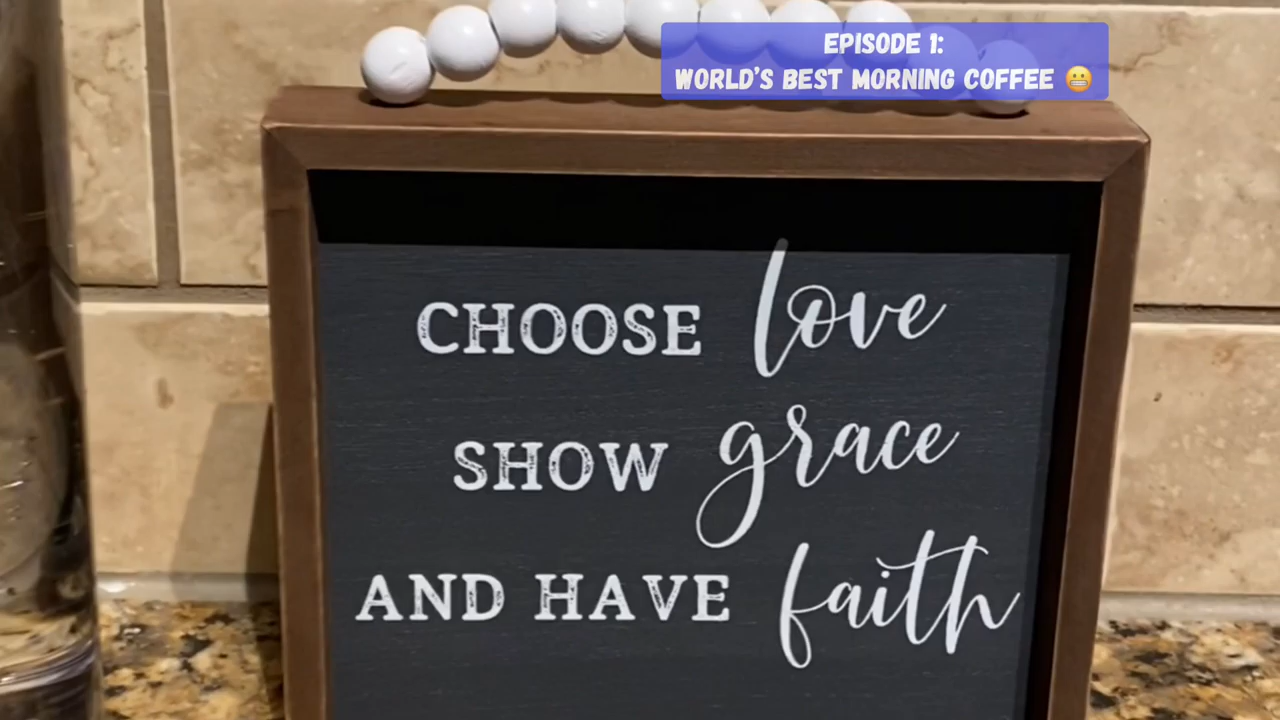 EPISODE 1:
WORLD'S BEST MORNING COFFEE 😬
CHOOSE love
SHOW grace
AND HAVE faith